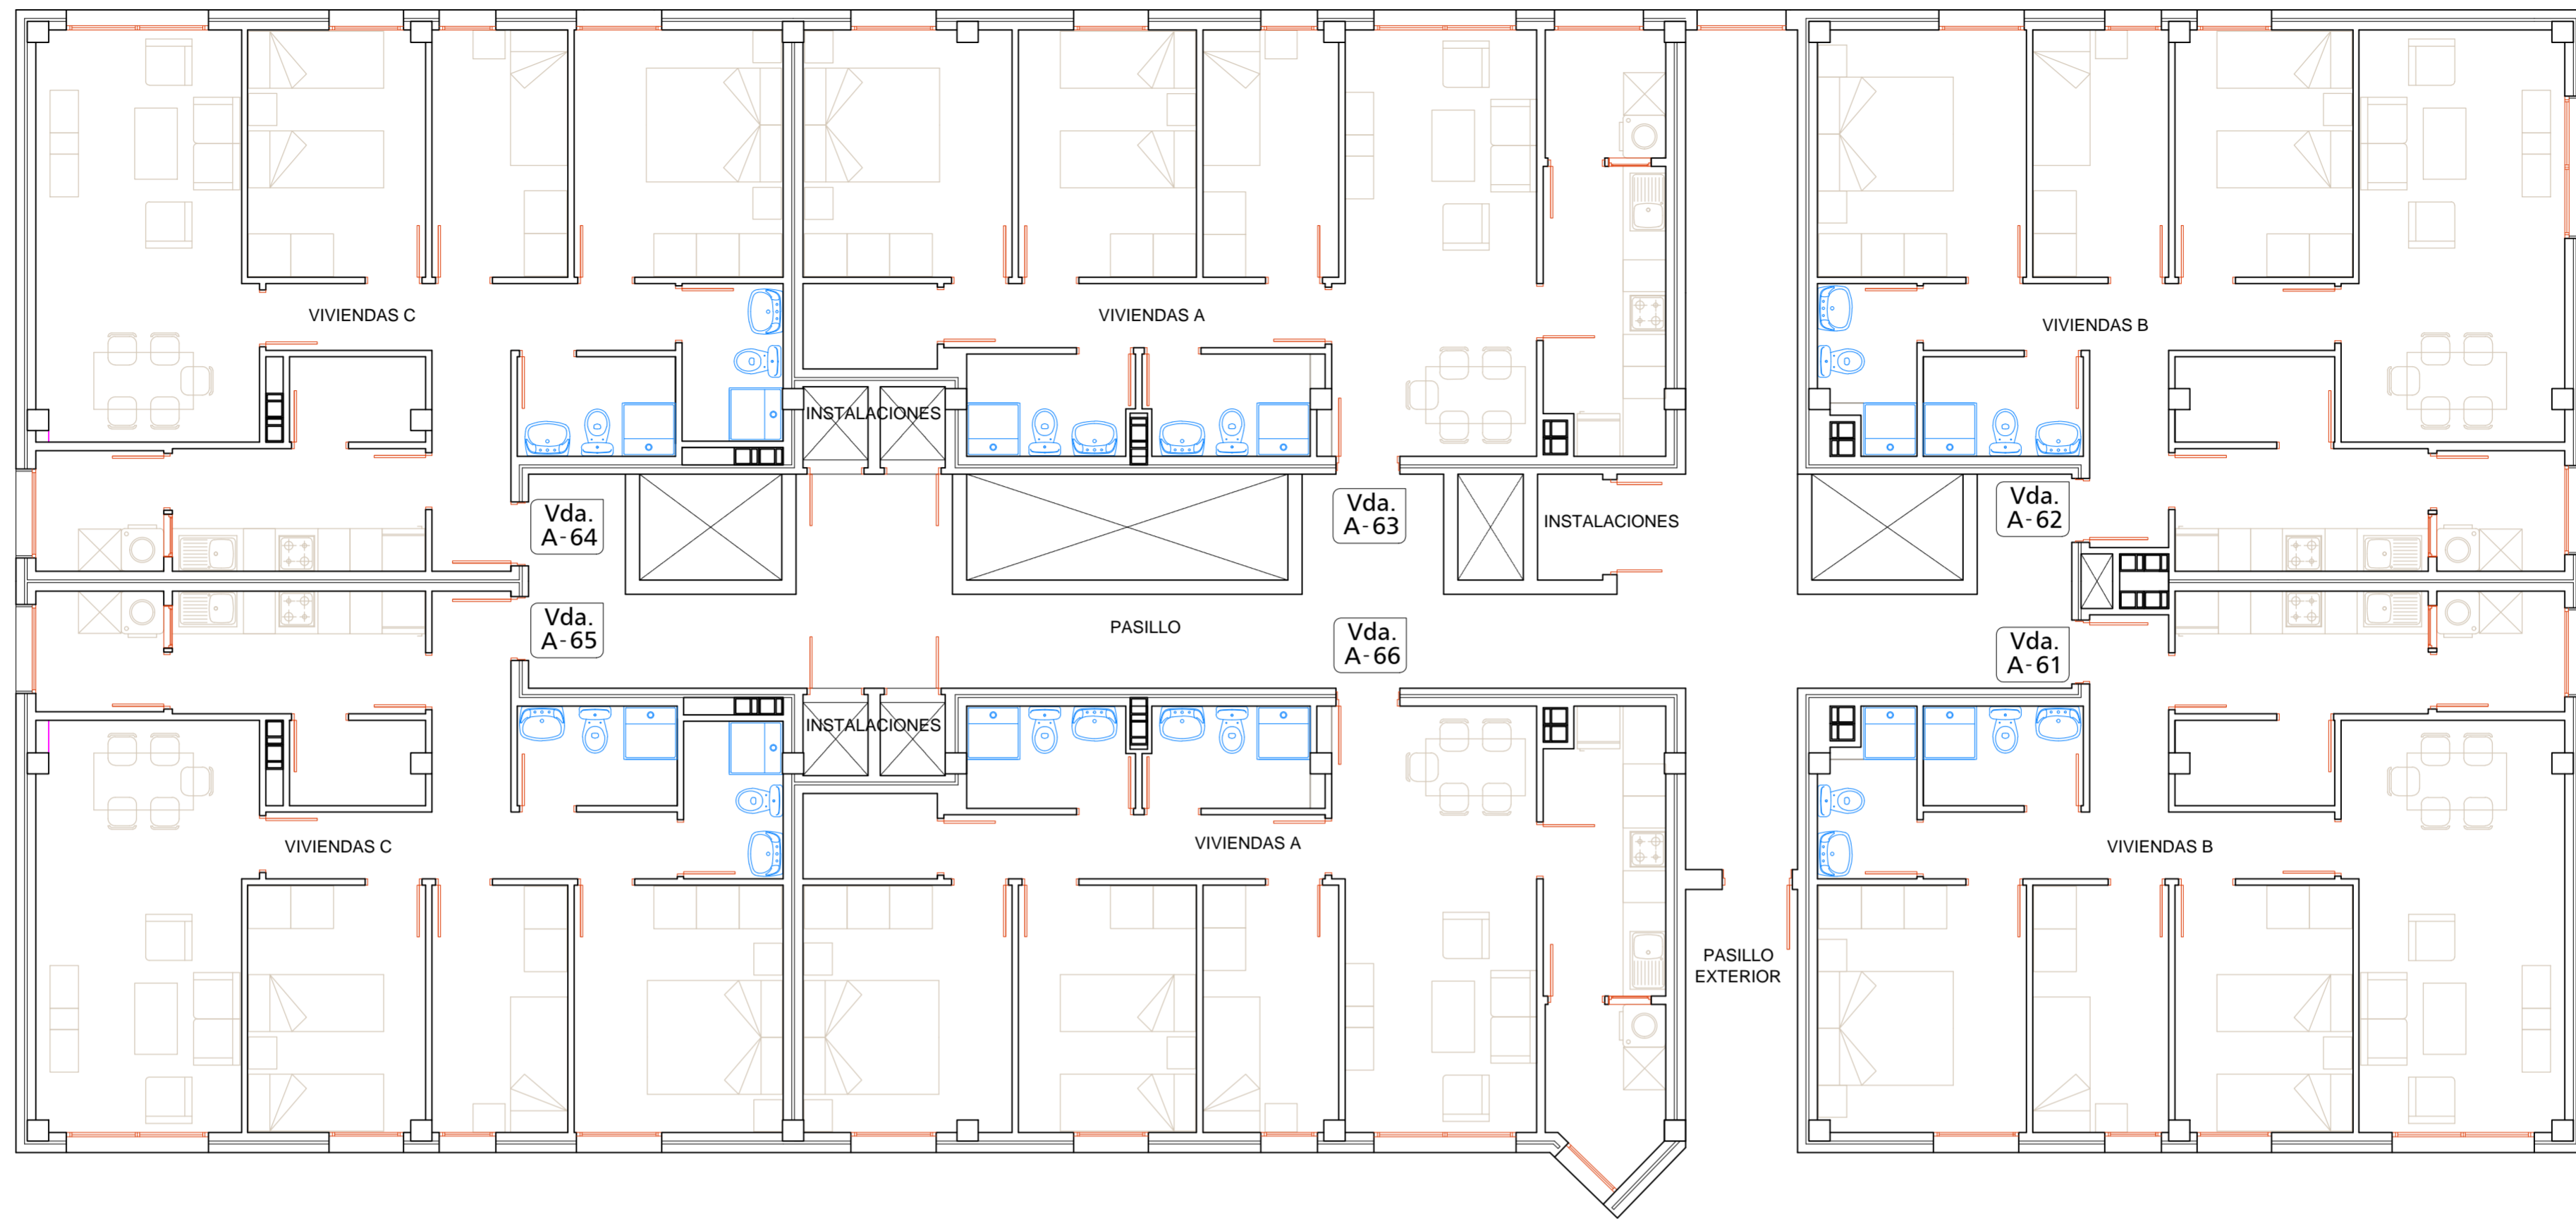 VIVIENDAS C
VIVIENDAS A
VIVIENDAS B
INSTALACIONES
Vda.
A-64
Vda.
A-63
INSTALACIONES
Vda.
A-62
Vda.
A-65
PASILLO
Vda.
A-66
Vda.
A-61
INSTALACIONES
VIVIENDAS C
VIVIENDAS A
VIVIENDAS B
PASILLO
EXTERIOR